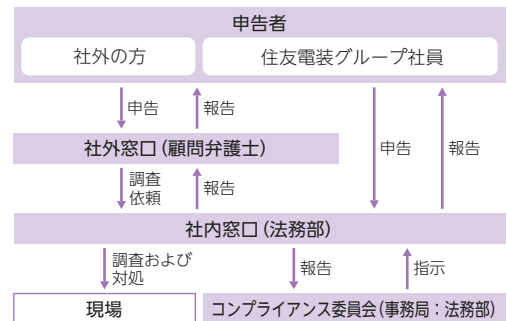 申告者
社外の方
住友電装グループ社員
申告
報告
社外窓口(顧問弁護士)
申告
報告
調査
依頼
報告
社内窓口(法務部)
調査および
対処
報告
指示
現場
コンプライアンス委員会(事務局:法務部)